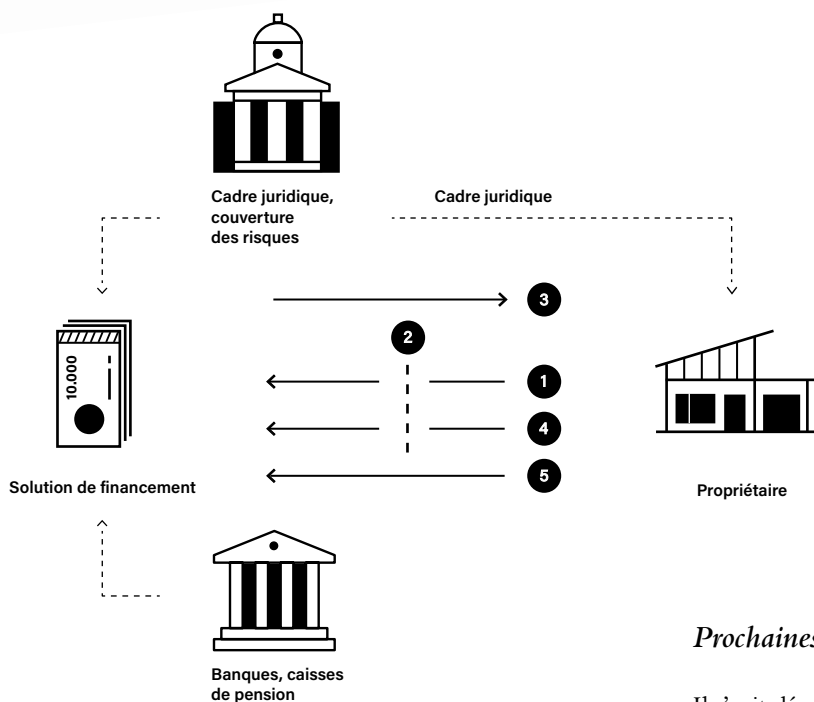 Cadre juridique,
couverture
des risques
Cadre juridique
3
2
10.000
1
4
5
Solution de financement
Propriétaire
Banques, caisses
de pension
Prochaines